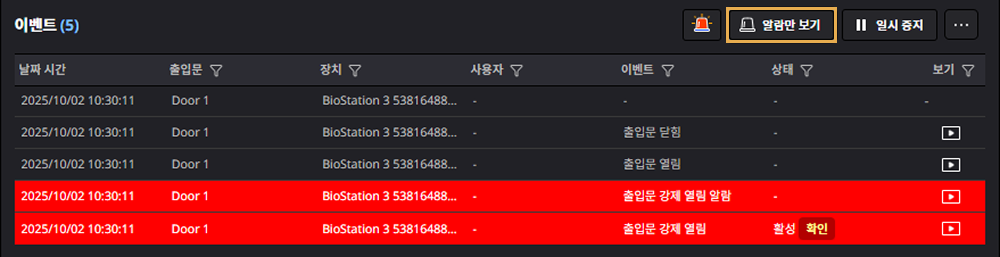 이벤트 (5) 알람만 보기 일시 중지 ...
날짜 시간 출입문 장치 사용자 이벤트 상태 보기
2025/10/02 10:30:11 Door 1 BioStation 3 53816488... - - - -
2025/10/02 10:30:11 Door 1 BioStation 3 53816488... - 출입문 닫힘 -
2025/10/02 10:30:11 Door 1 BioStation 3 53816488... - 출입문 열림 -
2025/10/02 10:30:11 Door 1 BioStation 3 53816488... - 출입문 강제 열림 알람 -
2025/10/02 10:30:11 Door 1 BioStation 3 53816488... - 출입문 강제 열림 활성 확인